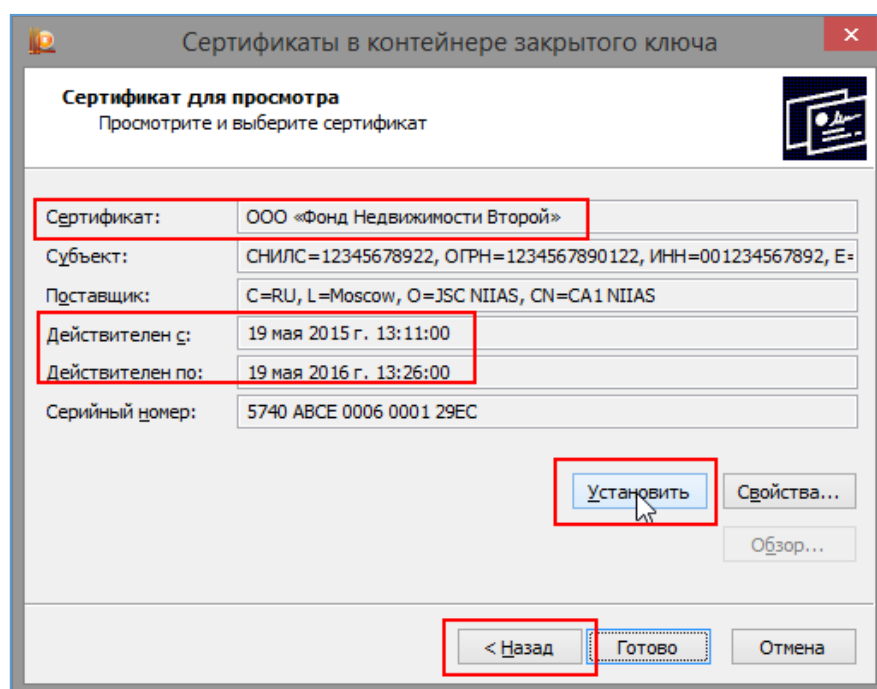 Сертификаты в контейнере закрытого ключа
Сертификат для просмотра
Просмотрите и выберите сертификат
Сертификат: ООО «Фонд Недвижимости Второй»
Субъект: СНИЛС=12345678922, ОГРН=1234567890122, ИНН=001234567892, E=
Поставщик: C=RU, L=Moscow, O=JSC NIIAS, CN=CA1 NIIAS
Действителен с: 19 мая 2015 г. 13:11:00
Действителен по: 19 мая 2016 г. 13:26:00
Серийный номер: 5740 ABCE 0006 0001 29EC
Установить Свойства...
Обзор...
< Назад Готово Отмена